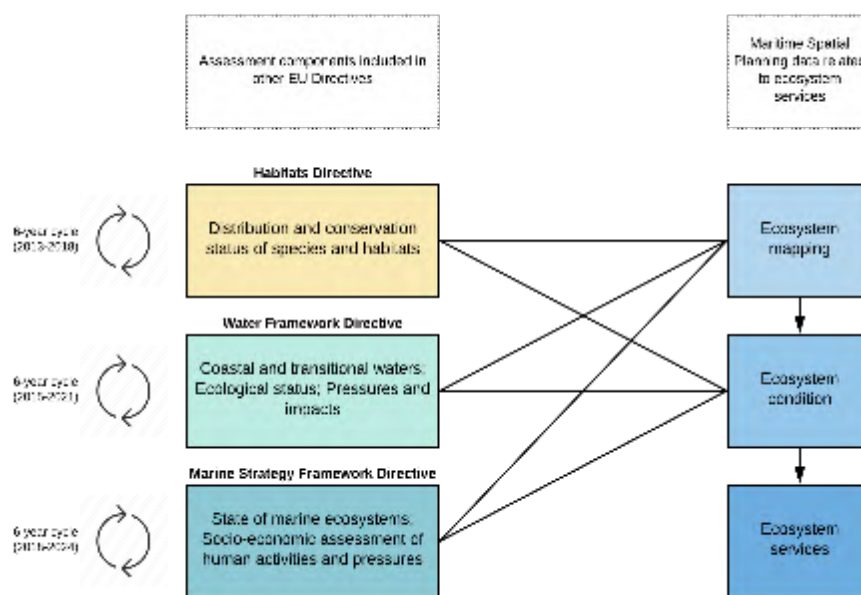 Assessment components included in
other EU Directives
Maritime Spatial
Planning data related
to ecosystem
services
Habitats Directive
6-year cycle
(2013-2018)
Distribution and conservation
status of species and habitats
Ecosystem
mapping
Water Framework Directive
6-year cycle
(2015-2021)
Coastal and transitional waters;
Ecological status; Pressures and
impacts
Ecosystem
condition
Marine Strategy Framework Directive
6-year cycle
(2018-2024)
State of marine ecosystems;
Socio-economic assessment of
human activities and pressures
Ecosystem
services